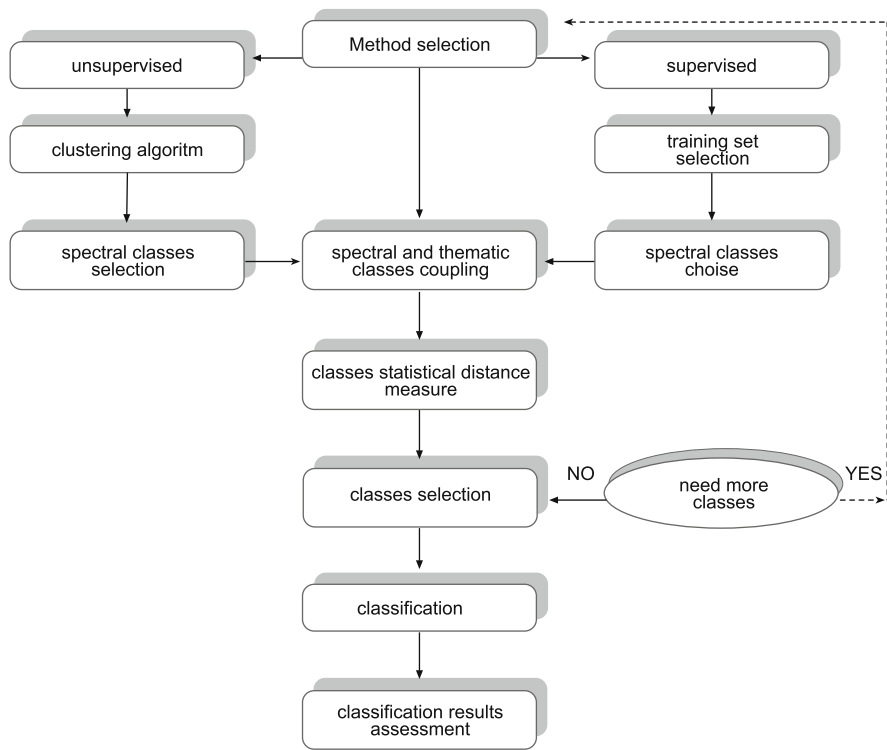 Method selection
unsupervised
supervised
clustering algoritm
training set
selection
spectral classes
selection
spectral and thematic
classes coupling
spectral classes
choise
classes statistical distance
measure
classes selection
NO
need more
classes
YES
classification
classification results
assessment